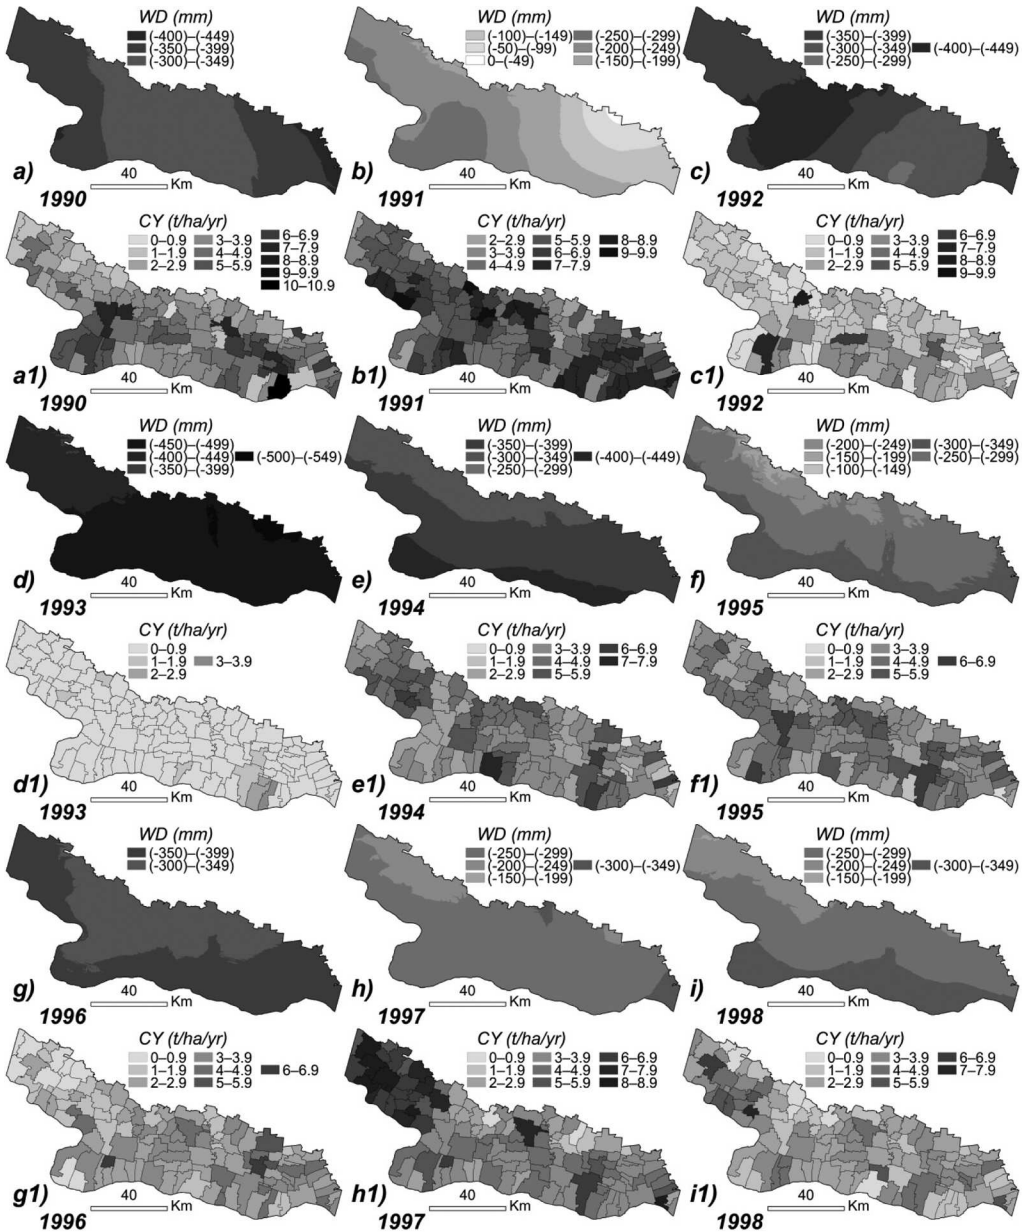 WD (mm)
(-400)–(-449)
(-350)–(-399)
(-300)–(-349)
a)
40
Km
1990
WD (mm)
(-100)–(-149) (-250)–(-299)
(-50)–(-99) (-200)–(-249)
0–(-49) (-150)–(-199)
b)
40
Km
1991
WD (mm)
(-350)–(-399)
(-300)–(-349) (-400)–(-449)
(-250)–(-299)
c)
40
Km
1992
CY (t/ha/yr)
0–0.9 3–3.9 6–6.9
1–1.9 4–4.9 7–7.9
2–2.9 5–5.9 8–8.9
9–9.9
10–10.9
a1)
40
Km
1990
CY (t/ha/yr)
2–2.9 5–5.9 8–8.9
3–3.9 6–6.9 9–9.9
4–4.9 7–7.9
b1)
40
Km
1991
CY (t/ha/yr)
0–0.9 3–3.9 6–6.9
1–1.9 4–4.9 7–7.9
2–2.9 5–5.9 8–8.9
9–9.9
c1)
40
Km
1992
WD (mm)
(-450)–(-499)
(-400)–(-449) (-500)–(-549)
(-350)–(-399)
d)
40
Km
1993
WD (mm)
(-350)–(-399)
(-300)–(-349) (-400)–(-449)
(-250)–(-299)
e)
40
Km
1994
WD (mm)
(-200)–(-249) (-300)–(-349)
(-150)–(-199) (-250)–(-299)
(-100)–(-149)
f)
40
Km
1995
CY (t/ha/yr)
0–0.9
1–1.9 3–3.9
2–2.9
d1)
40
Km
1993
CY (t/ha/yr)
0–0.9 3–3.9 6–6.9
1–1.9 4–4.9 7–7.9
2–2.9 5–5.9
e1)
40
Km
1994
CY (t/ha/yr)
0–0.9 3–3.9
1–1.9 4–4.9 6–6.9
2–2.9 5–5.9
f1)
40
Km
1995
WD (mm)
(-350)–(-399)
(-300)–(-349)
g)
40
Km
1996
WD (mm)
(-250)–(-299)
(-200)–(-249) (-300)–(-349)
(-150)–(-199)
h)
40
Km
1997
WD (mm)
(-250)–(-299)
(-200)–(-249) (-300)–(-349)
(-150)–(-199)
i)
40
Km
1998
CY (t/ha/yr)
0–0.9 3–3.9
1–1.9 4–4.9 6–6.9
2–2.9 5–5.9
g1)
40
Km
1996
CY (t/ha/yr)
0–0.9 3–3.9 6–6.9
1–1.9 4–4.9 7–7.9
2–2.9 5–5.9 8–8.9
h1)
40
Km
1997
CY (t/ha/yr)
0–0.9 3–3.9 6–6.9
1–1.9 4–4.9 7–7.9
2–2.9 5–5.9
i1)
40
Km
1998